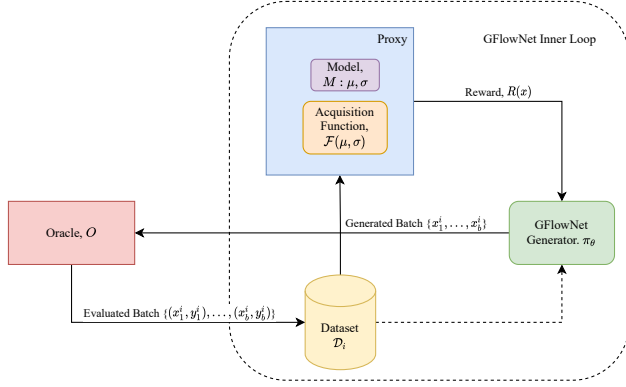 Proxy
GFlowNet Inner Loop
Model,
M : μ, σ
Acquisition
Function,
ℱ(μ, σ)
Reward, R(x)
Oracle, O
Generated Batch {x₁ⁱ, . . . , x_bⁱ}
GFlowNet
Generator. π_θ
Evaluated Batch {(x₁ⁱ, y₁ⁱ), . . . , (x_bⁱ, y_bⁱ)}
Dataset
𝒟ᵢ